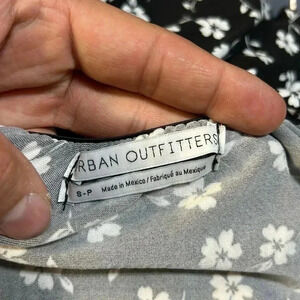 RBAN OUTFITTERS
S-P Made in Mexico / Fabriqué au Mexique